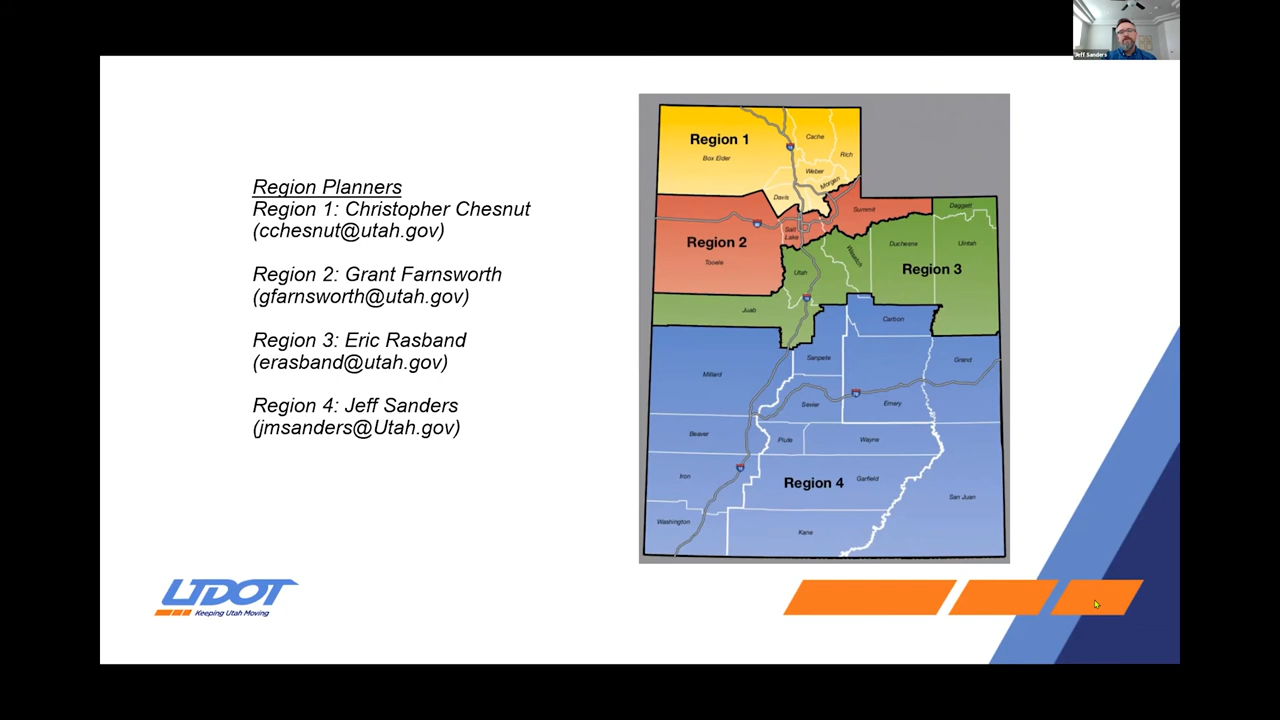 Jeff Sanders
Region Planners
Region 1: Christopher Chesnut
(cchesnut@utah.gov)
Region 2: Grant Farnsworth
(gfarnsworth@utah.gov)
Region 3: Eric Rasband
(erasband@utah.gov)
Region 4: Jeff Sanders
(jmsanders@Utah.gov)
Region 1
Box Elder
Cache
Rich
Weber
Morgan
Davis
Summit
Salt
Lake
Region 2
Tooele
Daggett
Duchesne
Uintah
Wasatch
Region 3
Utah
Juab
Carbon
Sanpete
Grand
Millard
Sevier
Emery
Beaver
Piute
Wayne
Iron
Region 4
Garfield
San Juan
Washington
Kane
UDOT
Keeping Utah Moving